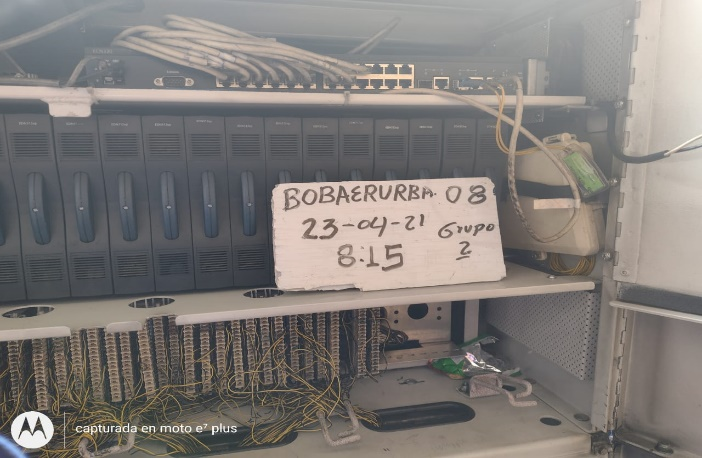 BOBAERURBA 08
23-04-21 Grupo
8:15 2
capturada en moto e⁷ plus